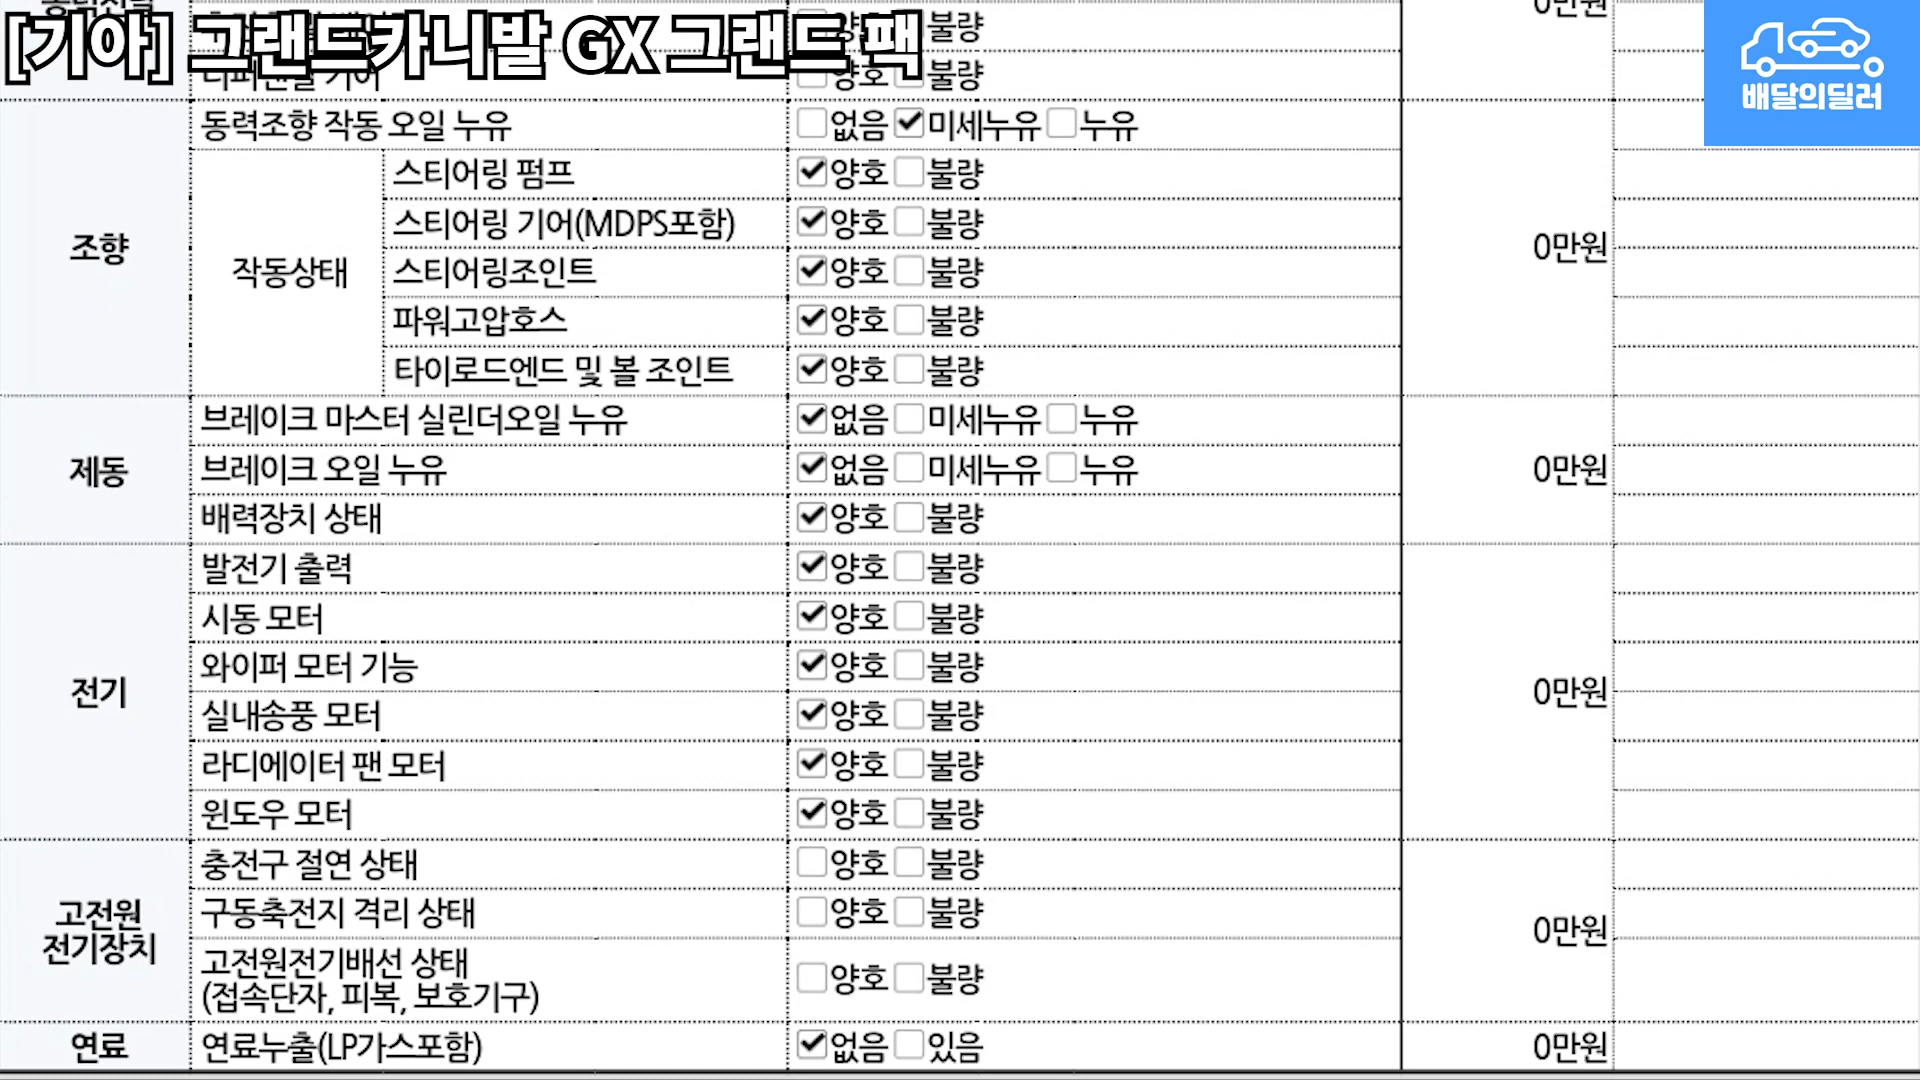 0만원
[기아] 그랜드카니발 GX 그랜드 팩
배달의딜러
불량
양호 불량
조향
동력조향 작동 오일 누유 없음 미세누유 누유
작동상태
스티어링 펌프 양호 불량
스티어링 기어(MDPS포함) 양호 불량
스티어링조인트 양호 불량
파워고압호스 양호 불량
타이로드엔드 및 볼 조인트 양호 불량
0만원
제동
브레이크 마스터 실린더오일 누유 없음 미세누유 누유
브레이크 오일 누유 없음 미세누유 누유
배력장치 상태 양호 불량
0만원
전기
발전기 출력 양호 불량
시동 모터 양호 불량
와이퍼 모터 기능 양호 불량
실내송풍 모터 양호 불량
라디에이터 팬 모터 양호 불량
윈도우 모터 양호 불량
0만원
고전원
전기장치
충전구 절연 상태 양호 불량
구동축전지 격리 상태 양호 불량
고전원전기배선 상태
(접속단자, 피복, 보호기구) 양호 불량
0만원
연료
연료누출(LP가스포함) 없음 있음
0만원